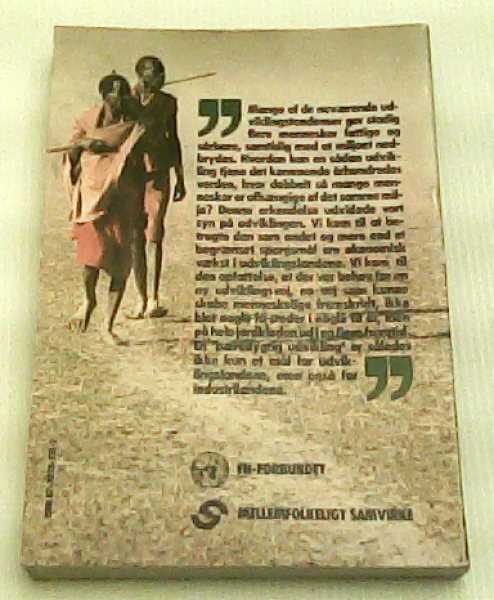 Mange af de nuværende ud-
viklingstendenser gør stadig
flere mennesker fattige og
sårbare, samtidig med at miljøet ned-
brydes. Hvordan kan en sådan udvik-
ling tjene det kommende århundredes
verden, hvor dobbelt så mange men-
nesker er afhængige af det samme mil-
jø? Denne erkendelse udvidede vort
syn på udviklingen. Vi kom til at be-
tragte den som andet og mere end et
begrænset spørgsmål om økonomisk
vækst i udviklingslandene. Vi kom til
den opfattelse, at der var behov for en
ny udviklingsvej, en vej som kunne
skabe menneskelige fremskridt, ikke
blot nogle få steder i nogle få år, men
på hele jordkloden ud i en fjern fremtid.
En "bæredygtig udvikling" er således
ikke kun et mål for udvik-
lingslandene, men også for
industrilandene.
FN-FORBUNDET
MELLEMFOLKELIGT SAMVIRKE